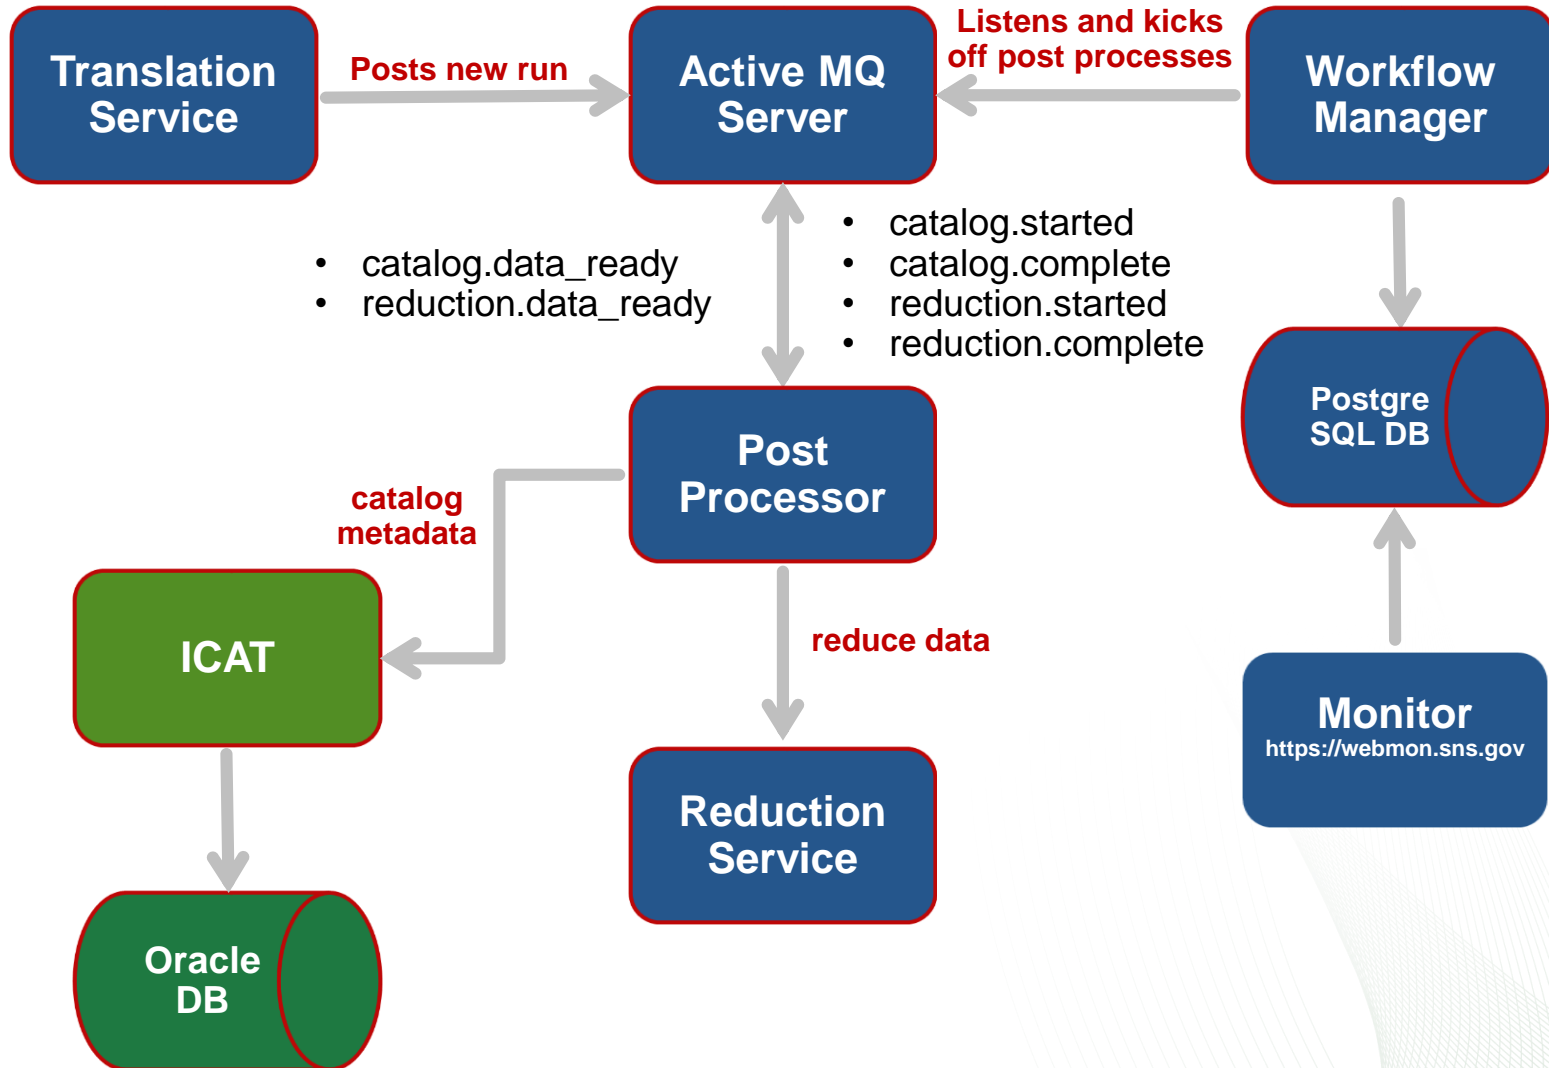 Translation
Service
Posts new run
Active MQ
Server
Listens and kicks
off post processes
Workflow
Manager
• catalog.data_ready
• reduction.data_ready
• catalog.started
• catalog.complete
• reduction.started
• reduction.complete
Postgre
SQL DB
Post
Processor
catalog
metadata
ICAT
reduce data
Monitor
https://webmon.sns.gov
Reduction
Service
Oracle
DB